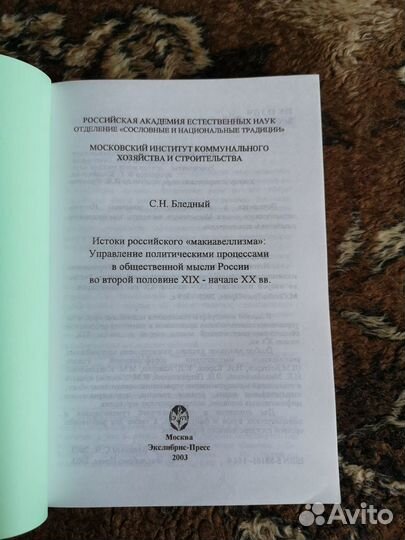 РОССИЙСКАЯ АКАДЕМИЯ ЕСТЕСТВЕННЫХ НАУК
ОТДЕЛЕНИЕ «СОСЛОВНЫЕ И НАЦИОНАЛЬНЫЕ ТРАДИЦИИ»
МОСКОВСКИЙ ИНСТИТУТ КОММУНАЛЬНОГО
ХОЗЯЙСТВА И СТРОИТЕЛЬСТВА
С.Н. Бледный
Истоки российского «макиавеллизма»:
Управление политическими процессами
в общественной мысли России
во второй половине XIX - начале XX вв.
Москва
Экслибрис-Пресс
2003
Avito